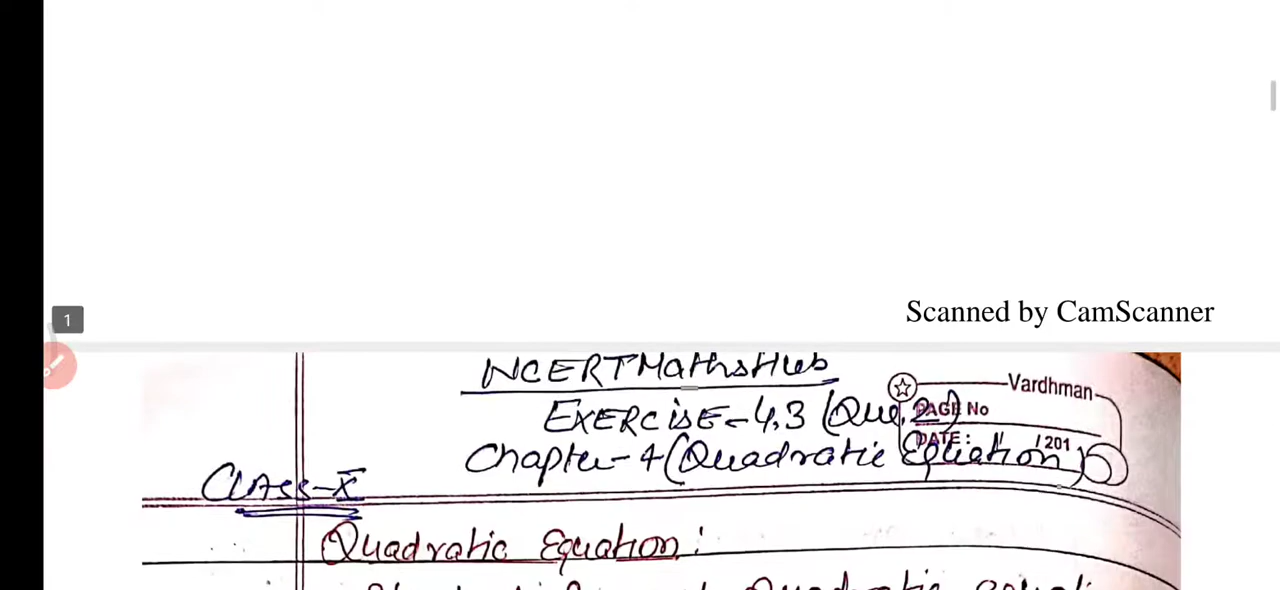 Scanned by CamScanner
1
NCERTMathsHub
Vardhman
EXERCISE-4.3 (Que.2)
PAGE No
Chapter-4 (Quadratic Equation)
DATE: / /201
CLASS-X
Quadratic Equation:
Quadratic